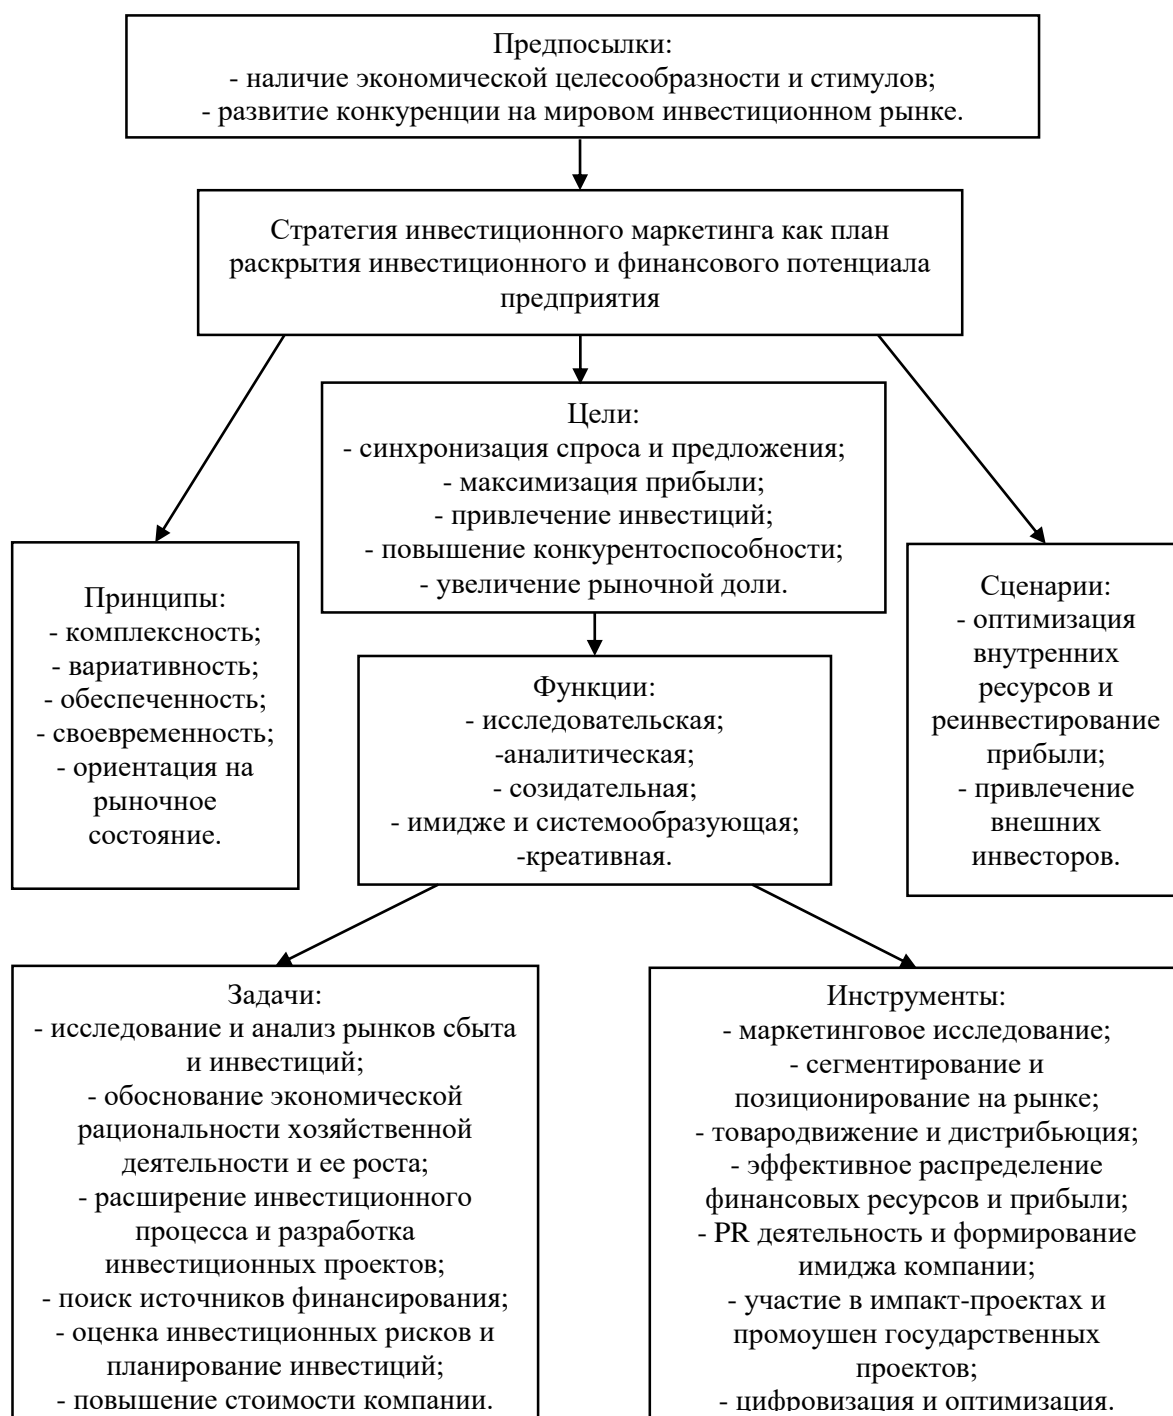 Предпосылки:
- наличие экономической целесообразности и стимулов;
- развитие конкуренции на мировом инвестиционном рынке.
Стратегия инвестиционного маркетинга как план
раскрытия инвестиционного и финансового потенциала
предприятия
Цели:
- синхронизация спроса и предложения;
- максимизация прибыли;
- привлечение инвестиций;
- повышение конкурентоспособности;
- увеличение рыночной доли.
Принципы:
- комплексность;
- вариативность;
- обеспеченность;
- своевременность;
- ориентация на
рыночное
состояние.
Сценарии:
- оптимизация
внутренних
ресурсов и
реинвестирование
прибыли;
- привлечение
внешних
инвесторов.
Функции:
- исследовательская;
-аналитическая;
- созидательная;
- имидже и системообразующая;
-креативная.
Задачи:
- исследование и анализ рынков сбыта
и инвестиций;
- обоснование экономической
рациональности хозяйственной
деятельности и ее роста;
- расширение инвестиционного
процесса и разработка
инвестиционных проектов;
- поиск источников финансирования;
- оценка инвестиционных рисков и
планирование инвестиций;
- повышение стоимости компании.
Инструменты:
- маркетинговое исследование;
- сегментирование и
позиционирование на рынке;
- товародвижение и дистрибьюция;
- эффективное распределение
финансовых ресурсов и прибыли;
- PR деятельность и формирование
имиджа компании;
- участие в импакт-проектах и
промоушен государственных
проектов;
- цифровизация и оптимизация.